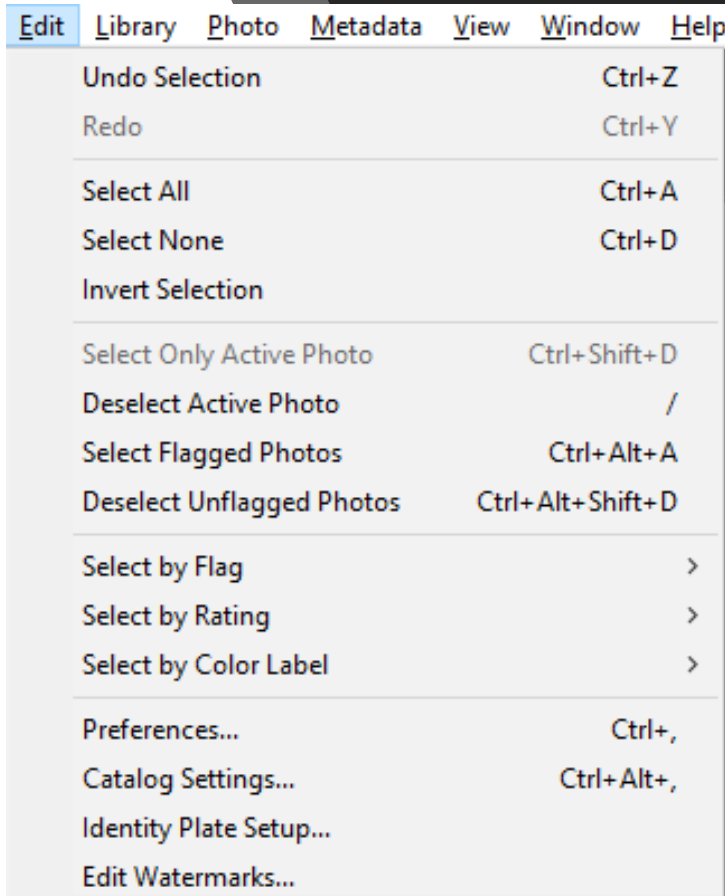 Edit Library Photo Metadata View Window Help
Undo Selection Ctrl+Z
Redo Ctrl+Y
Select All Ctrl+A
Select None Ctrl+D
Invert Selection
Select Only Active Photo Ctrl+Shift+D
Deselect Active Photo /
Select Flagged Photos Ctrl+Alt+A
Deselect Unflagged Photos Ctrl+Alt+Shift+D
Select by Flag >
Select by Rating >
Select by Color Label >
Preferences... Ctrl+,
Catalog Settings... Ctrl+Alt+,
Identity Plate Setup...
Edit Watermarks...